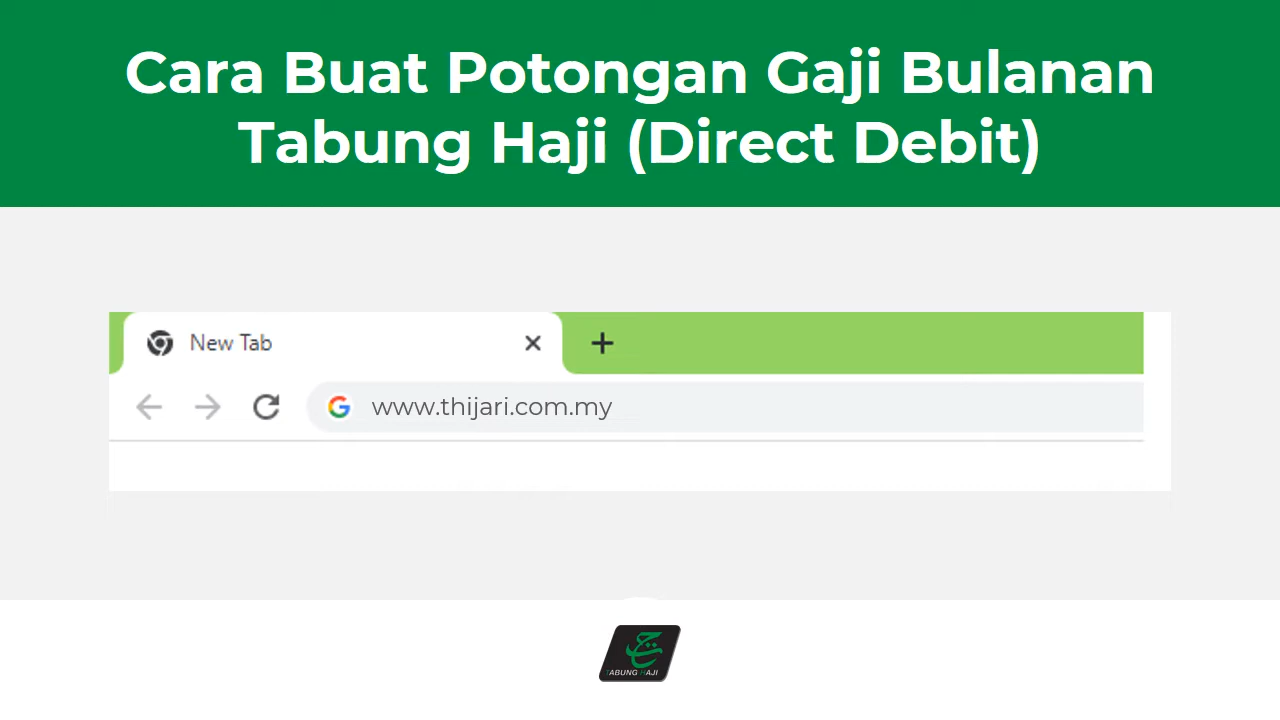 Cara Buat Potongan Gaji Bulanan
Tabung Haji (Direct Debit)
New Tab
www.thijari.com.my
TABUNG HAJI